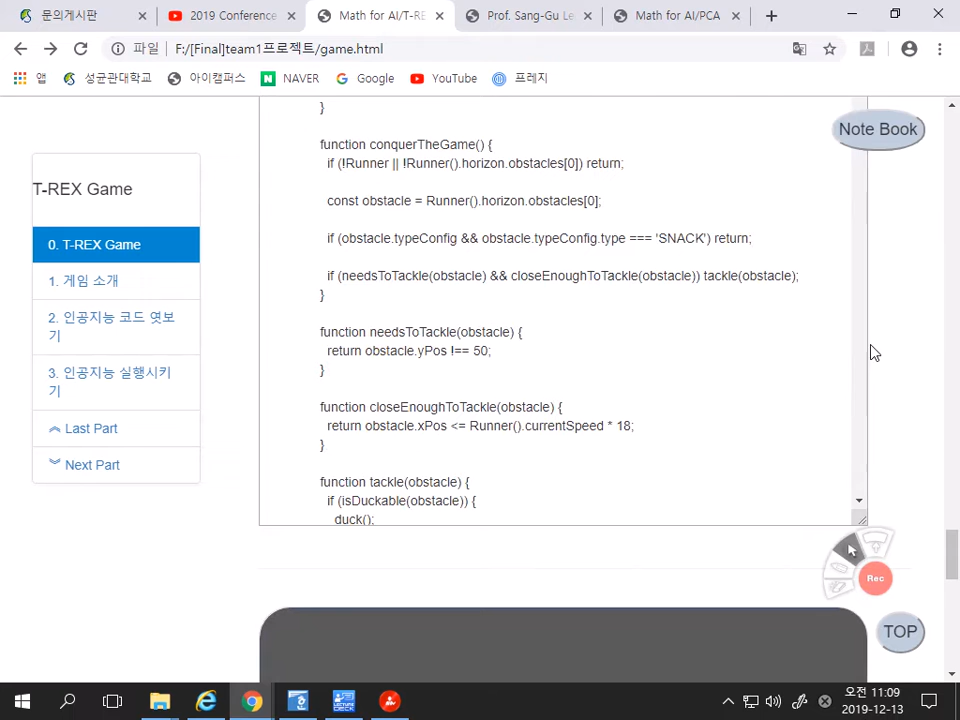 문의게시판
2019 Conference
Math for AI/T-RE
Prof. Sang-Gu Le
Math for AI/PCA
파일 F:/[Final]team1프로젝트/game.html
앱 성균관대학교 아이캠퍼스 NAVER Google YouTube 프레지
Note Book
T-REX Game
0. T-REX Game
1. 게임 소개
2. 인공지능 코드 엿보
기
3. 인공지능 실행시키
기
Last Part
Next Part
}
function conquerTheGame() {
if (!Runner || !Runner().horizon.obstacles[0]) return;
const obstacle = Runner().horizon.obstacles[0];
if (obstacle.typeConfig && obstacle.typeConfig.type === 'SNACK') return;
if (needsToTackle(obstacle) && closeEnoughToTackle(obstacle)) tackle(obstacle);
}
function needsToTackle(obstacle) {
return obstacle.yPos !== 50;
}
function closeEnoughToTackle(obstacle) {
return obstacle.xPos <= Runner().currentSpeed * 18;
}
function tackle(obstacle) {
if (isDuckable(obstacle)) {
duck();
Rec
TOP
오전 11:09
2019-12-13